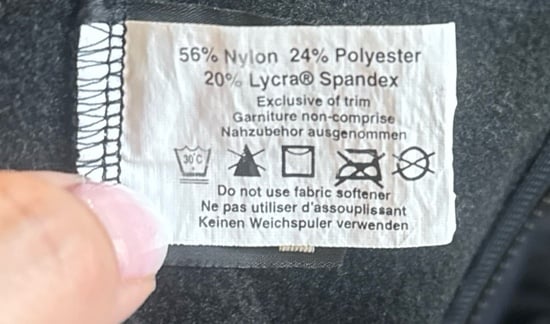 56% Nylon 24% Polyester
20% Lycra® Spandex
Exclusive of trim
Garniture non-comprise
Nahzubehor ausgenommen
30°C
Do not use fabric softener
Ne pas utiliser d'assouplissant
Keinen Weichspuler verwenden